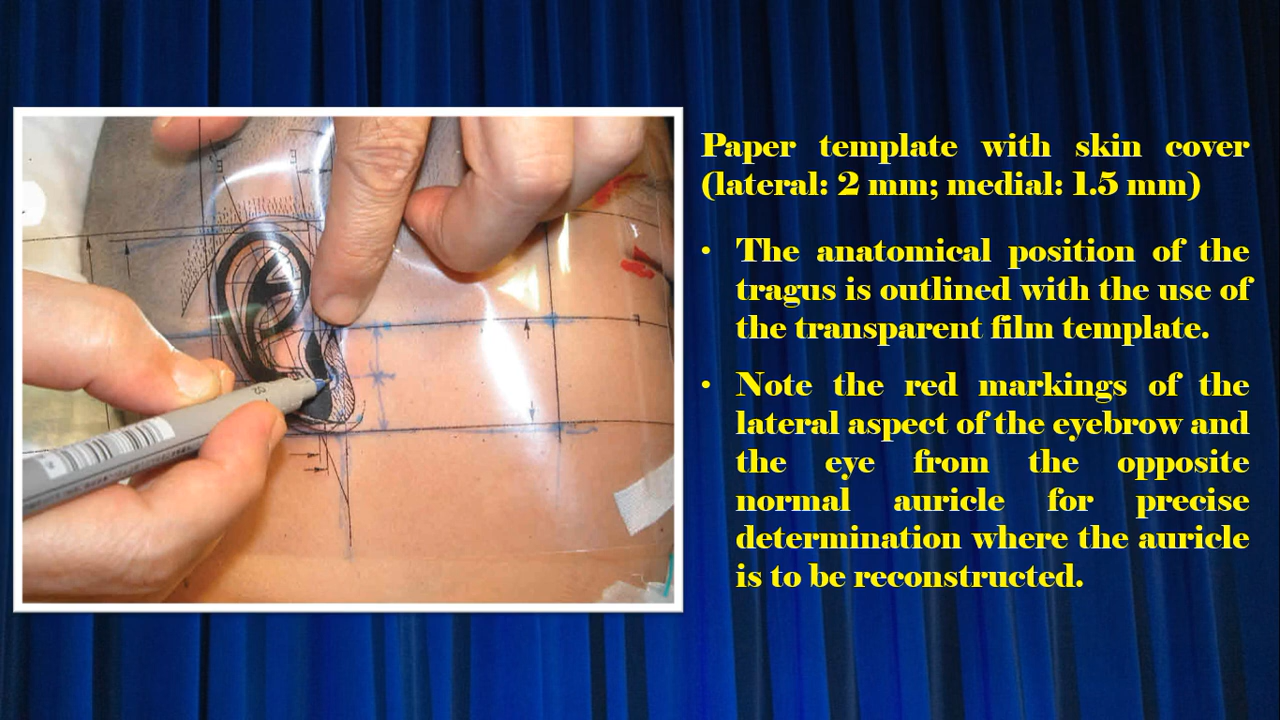 Paper template with skin cover
(lateral: 2 mm; medial: 1.5 mm)
• The anatomical position of the
tragus is outlined with the use of
the transparent film template.
• Note the red markings of the
lateral aspect of the eyebrow and
the eye from the opposite
normal auricle for precise
determination where the auricle
is to be reconstructed.